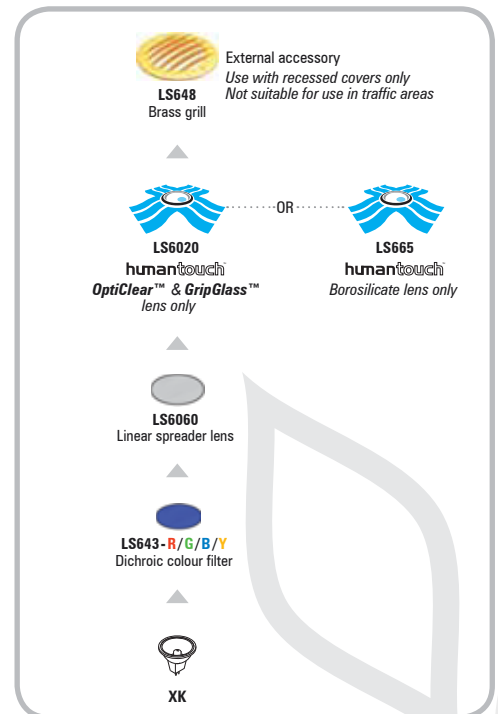 External accessory
Use with recessed covers only
Not suitable for use in traffic areas
LS648
Brass grill
OR
LS6020
humantouch
OptiClear™ & GripGlass™
lens only
LS665
humantouch
Borosilicate lens only
LS6060
Linear spreader lens
LS643-R/G/B/Y
Dichroic colour filter
XK